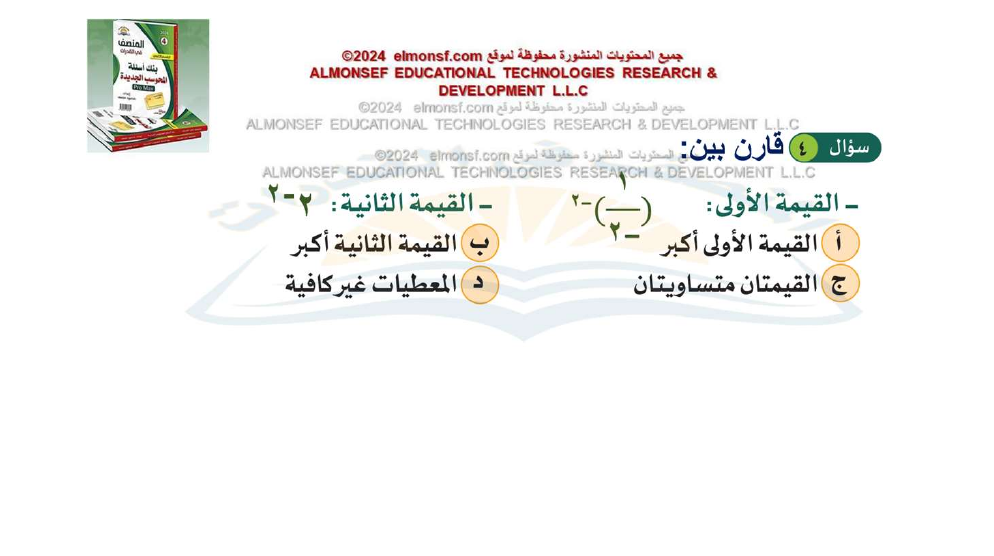 جميع المحتويات المنشورة محفوظة لموقع elmonsf.com ©2024
ALMONSEF EDUCATIONAL TECHNOLOGIES RESEARCH &
DEVELOPMENT L.L.C
جميع المحتويات المنشورة محفوظة لموقع elmonsf.com ©2024
ALMONSEF EDUCATIONAL TECHNOLOGIES RESEARCH & DEVELOPMENT L.L.C
سؤال ٤ قارن بين:
المحتويات المنشورة محفوظة لموقع elmonsf.com ©2024
ALMONSEF EDUCATIONAL TECHNOLOGIES RESEARCH & DEVELOPMENT L.L.C
– القيمة الأولى: (١/–٢)^–٢ – القيمة الثانية: ٢^–٢
أ القيمة الأولى أكبر ب القيمة الثانية أكبر
ج القيمتان متساويتان د المعطيات غير كافية
المنصف
في القدرات
4
بنك أسئلة
المحوسب الجديدة
Pro Max